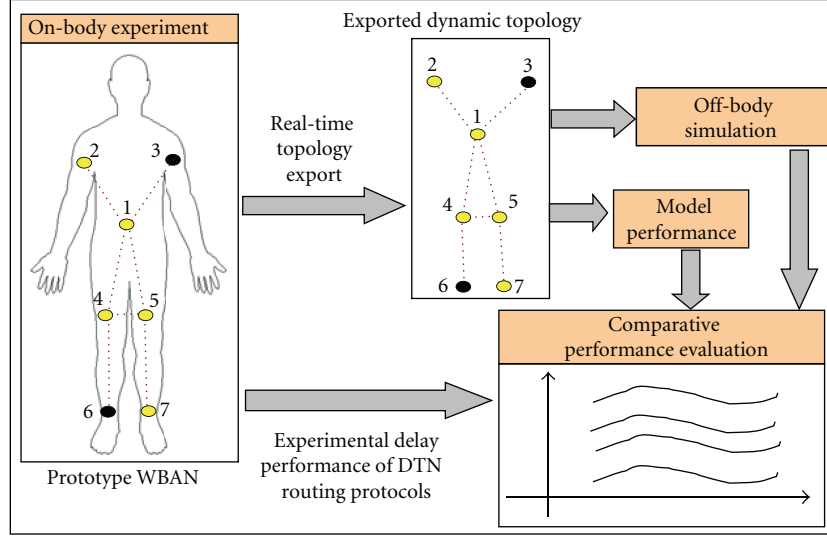 On-body experiment
2
3
1
4
5
6
7
Prototype WBAN
Real-time
topology
export
Experimental delay
performance of DTN
routing protocols
Exported dynamic topology
2
3
1
4
5
6
7
Off-body
simulation
Model
performance
Comparative
performance evaluation